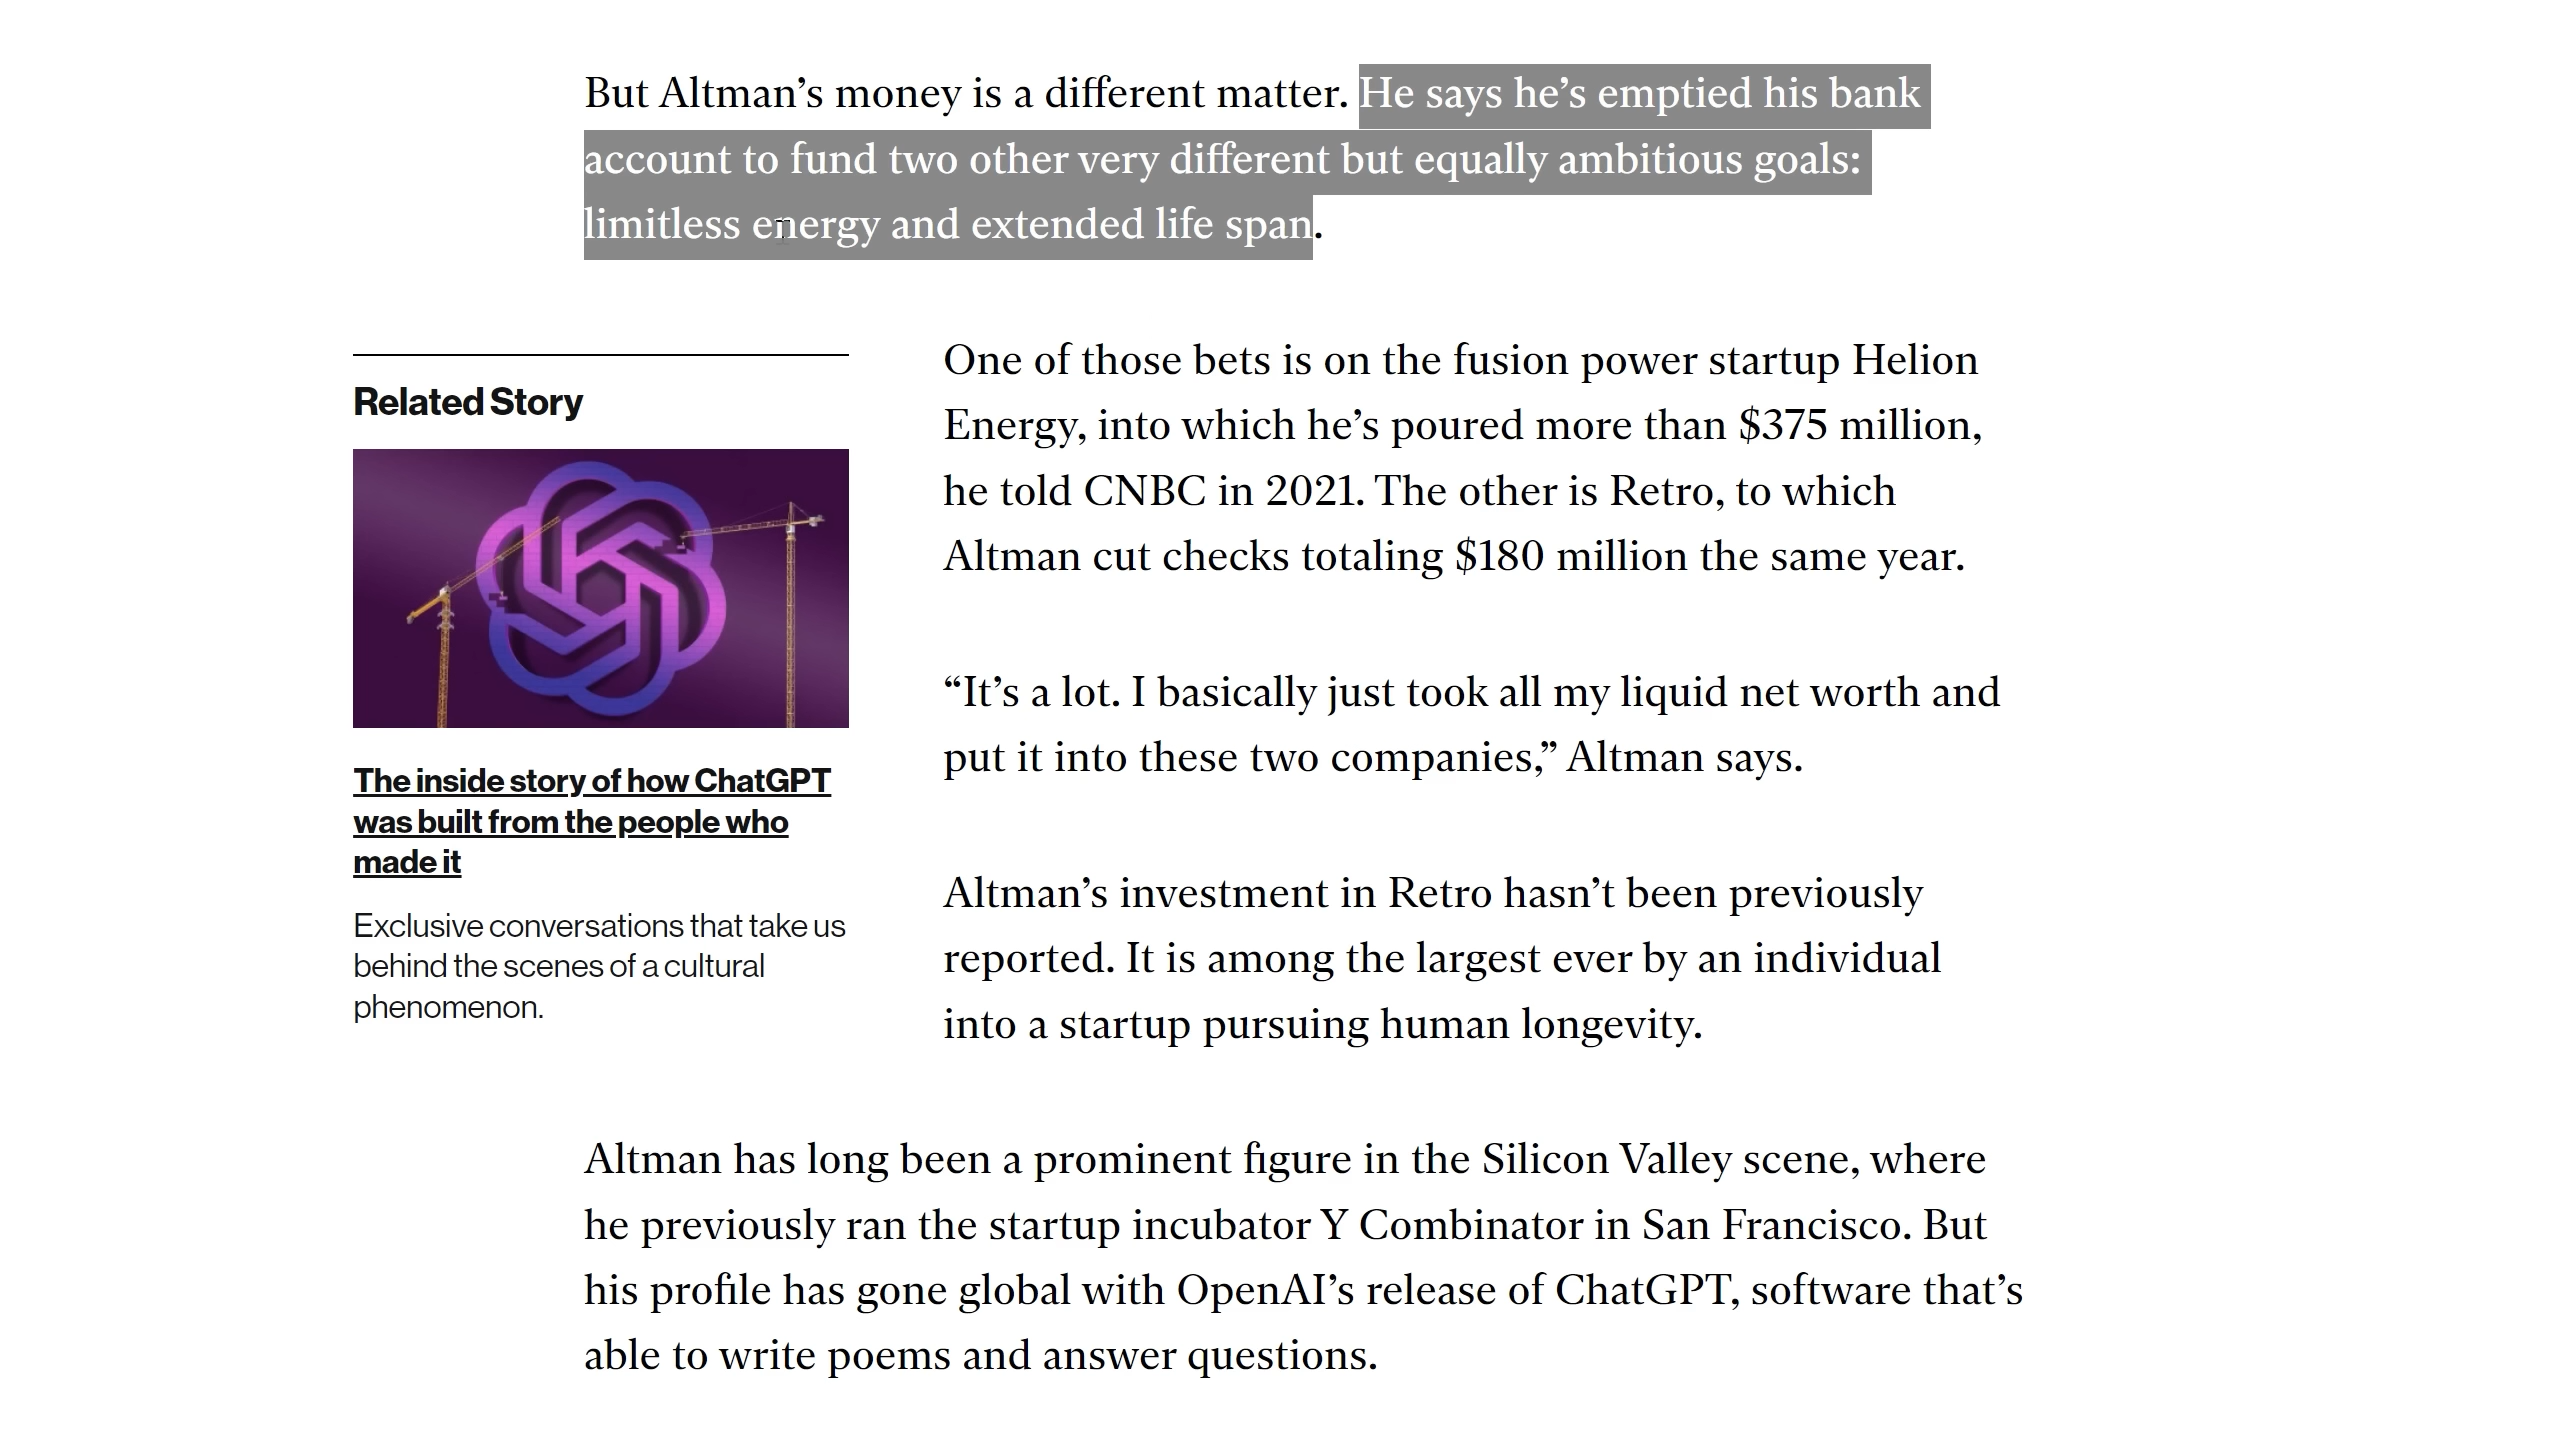 But Altman’s money is a different matter. He says he’s emptied his bank
account to fund two other very different but equally ambitious goals:
limitless energy and extended life span.
Related Story
The inside story of how ChatGPT
was built from the people who
made it
Exclusive conversations that take us
behind the scenes of a cultural
phenomenon.
One of those bets is on the fusion power startup Helion
Energy, into which he’s poured more than $375 million,
he told CNBC in 2021. The other is Retro, to which
Altman cut checks totaling $180 million the same year.
“It’s a lot. I basically just took all my liquid net worth and
put it into these two companies,” Altman says.
Altman’s investment in Retro hasn’t been previously
reported. It is among the largest ever by an individual
into a startup pursuing human longevity.
Altman has long been a prominent figure in the Silicon Valley scene, where
he previously ran the startup incubator Y Combinator in San Francisco. But
his profile has gone global with OpenAI’s release of ChatGPT, software that’s
able to write poems and answer questions.